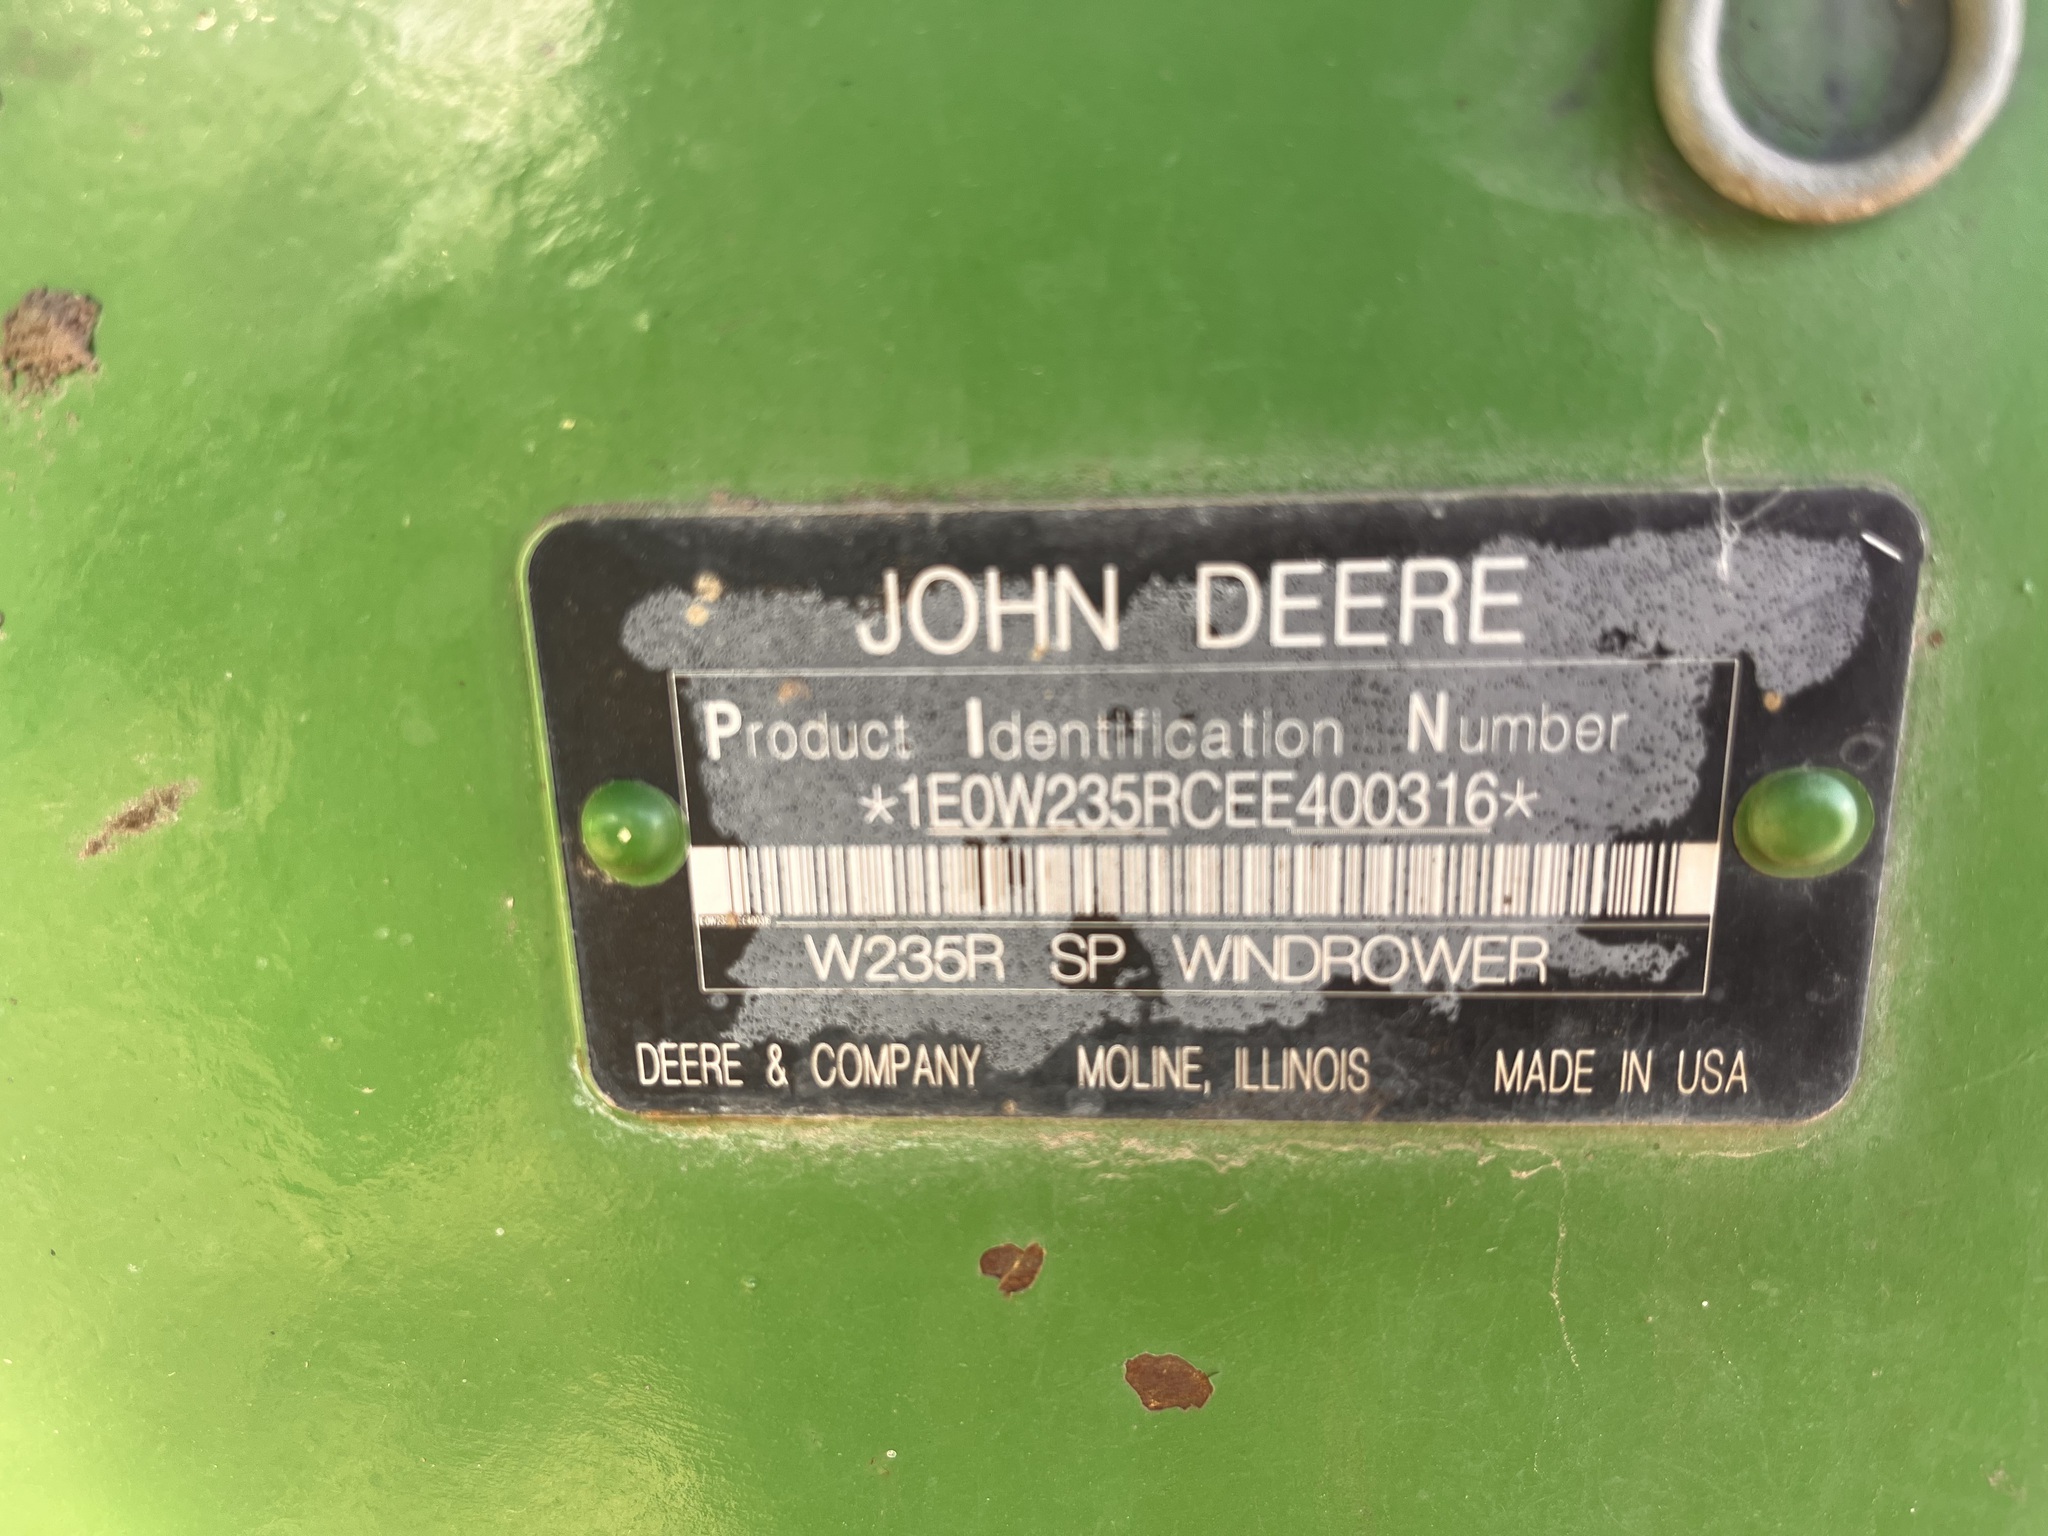 JOHN DEERE
Product Identification Number
*1E0W235RCEE400316*
W235R SP WINDROWER
DEERE & COMPANY MOLINE, ILLINOIS MADE IN USA